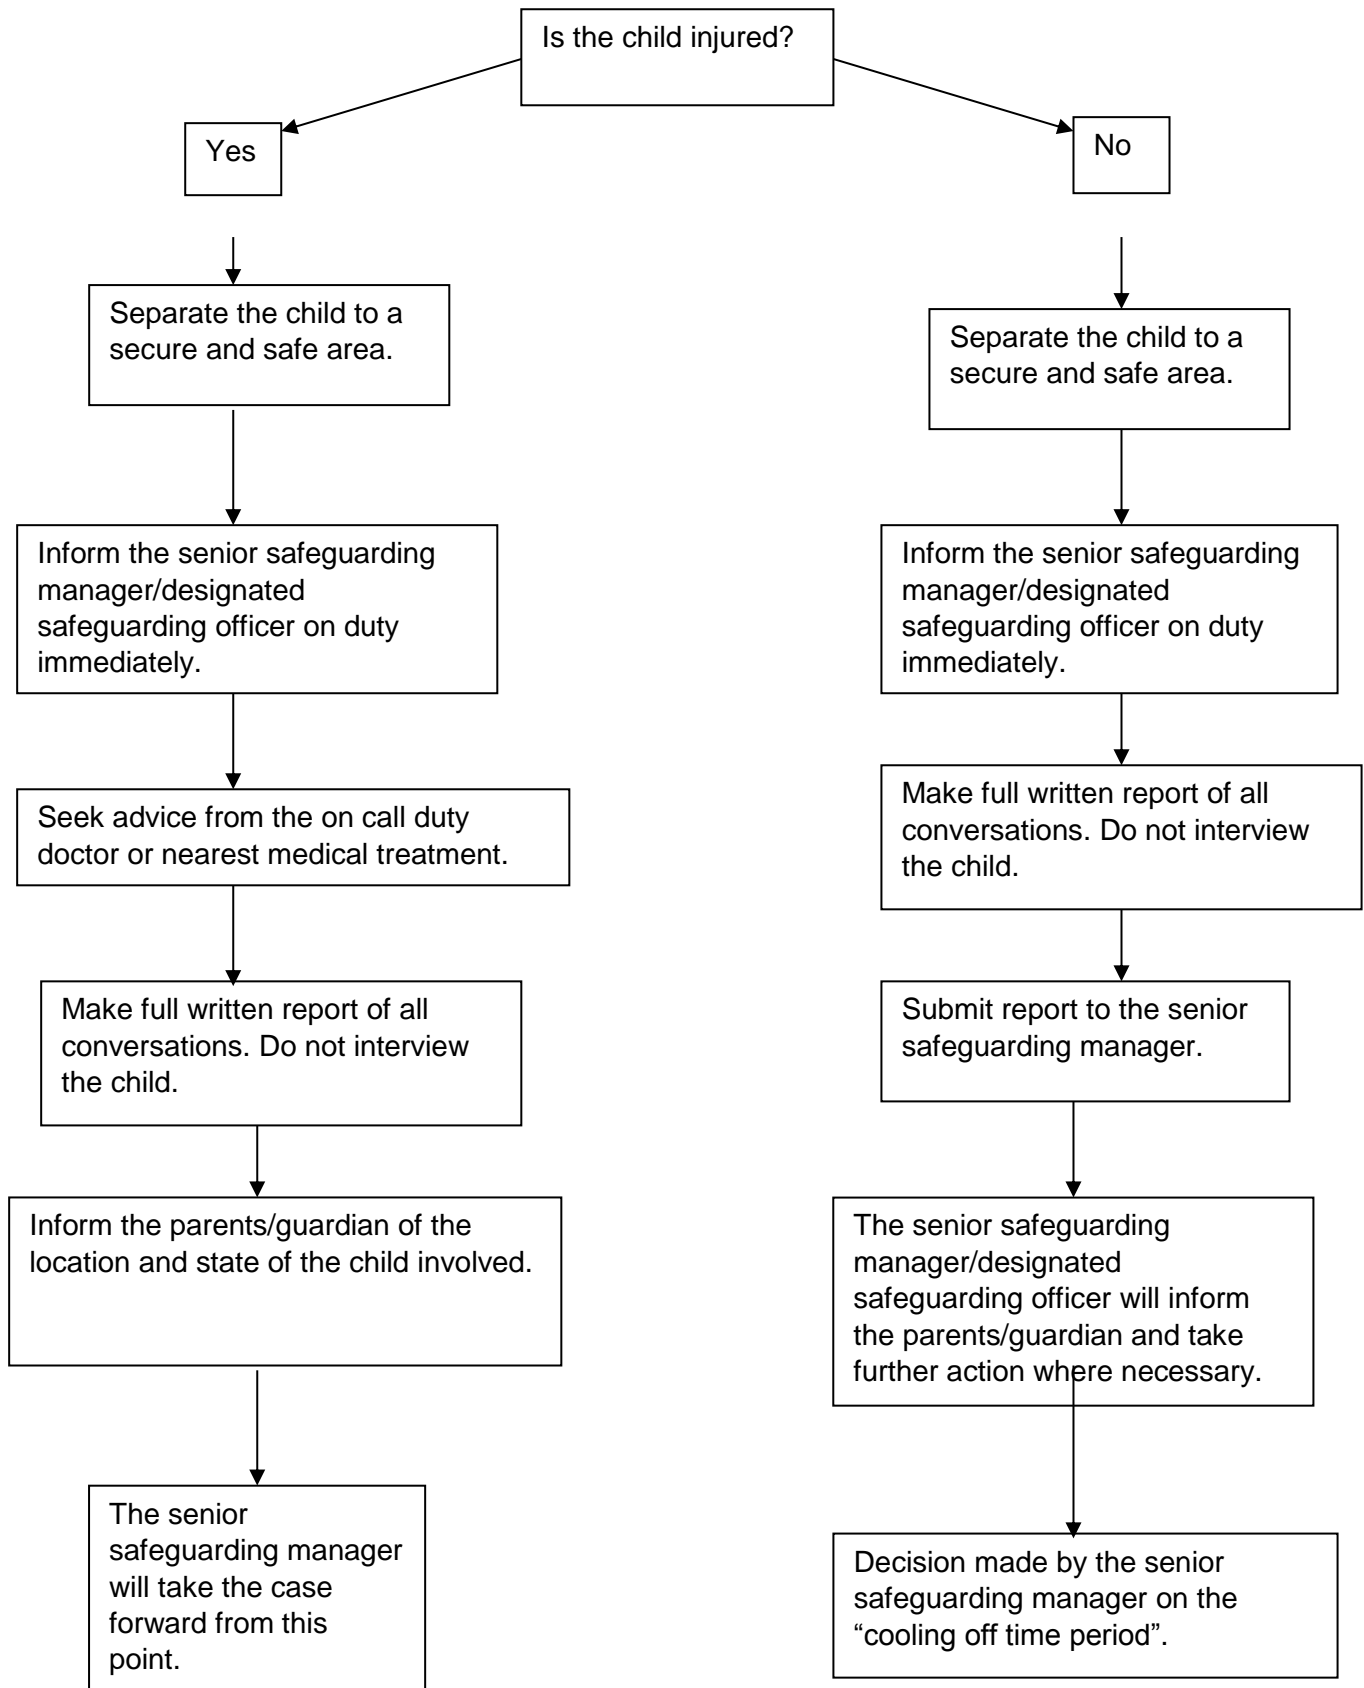 Is the child injured?
Yes
No
Separate the child to a
secure and safe area.
Separate the child to a
secure and safe area.
Inform the senior safeguarding
manager/designated
safeguarding officer on duty
immediately.
Inform the senior safeguarding
manager/designated
safeguarding officer on duty
immediately.
Seek advice from the on call duty
doctor or nearest medical treatment.
Make full written report of all
conversations. Do not interview
the child.
Make full written report of all
conversations. Do not interview
the child.
Submit report to the senior
safeguarding manager.
Inform the parents/guardian of the
location and state of the child involved.
The senior safeguarding
manager/designated
safeguarding officer will inform
the parents/guardian and take
further action where necessary.
The senior
safeguarding manager
will take the case
forward from this
point.
Decision made by the senior
safeguarding manager on the
“cooling off time period”.